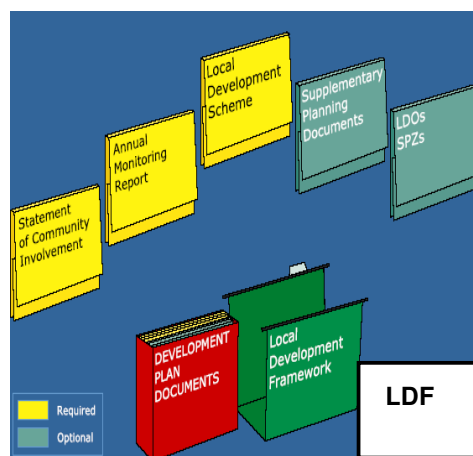 Local
Development
Scheme
Supplementary
Planning
Documents
LDOs
SPZs
Annual
Monitoring
Report
Statement
of Community
Involvement
DEVELOPMENT
PLAN
DOCUMENTS
Local
Development
Framework
LDF
Required
Optional